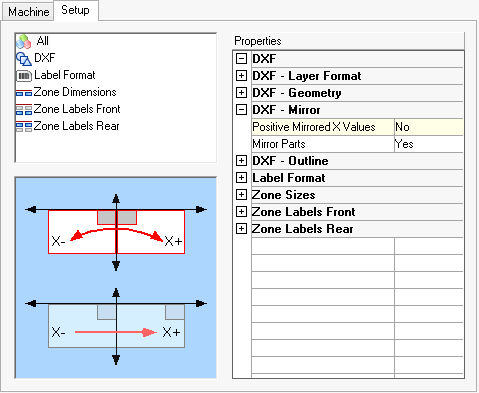 Machine
Setup
All
DXF
Label Format
Zone Dimensions
Zone Labels Front
Zone Labels Rear
X- X+
X- X+
Properties
DXF
DXF - Layer Format
DXF - Geometry
DXF - Mirror
Positive Mirrored X Values No
Mirror Parts Yes
DXF - Outline
Label Format
Zone Sizes
Zone Labels Front
Zone Labels Rear